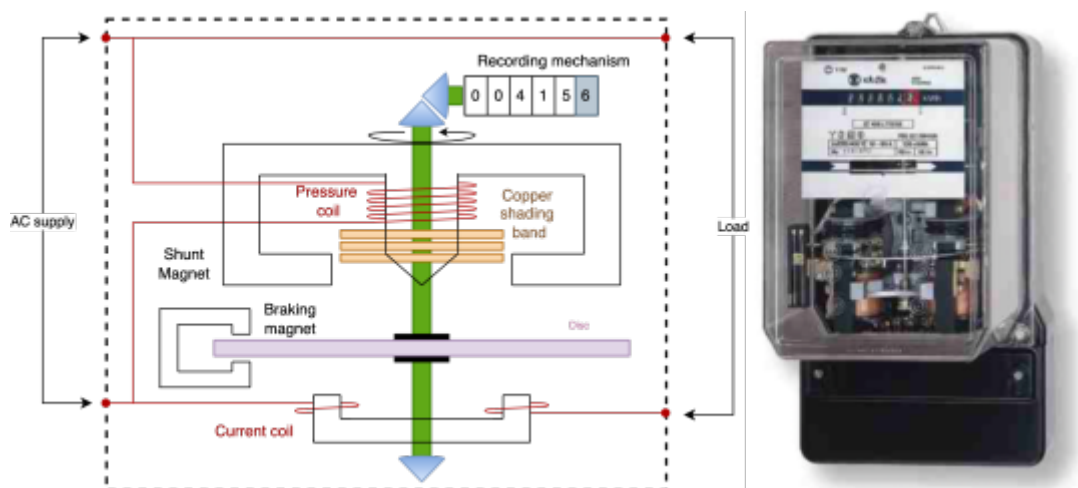 Recording mechanism
0 0 4 1 5 6
Pressure
coil
Copper
shading
band
AC supply
Load
Shunt
Magnet
Braking
magnet
Disc
Current coil